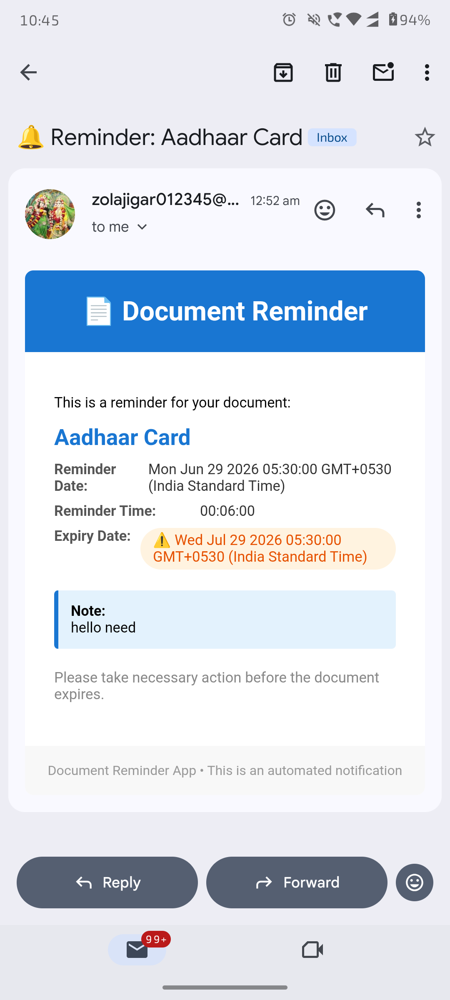 10:45
94%
🔔 Reminder: Aadhaar Card Inbox
zolajigar012345@... 12:52 am
to me
📄 Document Reminder
This is a reminder for your document:
Aadhaar Card
Reminder Date: Mon Jun 29 2026 05:30:00 GMT+0530
(India Standard Time)
Reminder Time: 00:06:00
Expiry Date: ⚠️ Wed Jul 29 2026 05:30:00
GMT+0530 (India Standard Time)
Note:
hello need
Please take necessary action before the document
expires.
Document Reminder App • This is an automated notification
Reply
Forward
99+